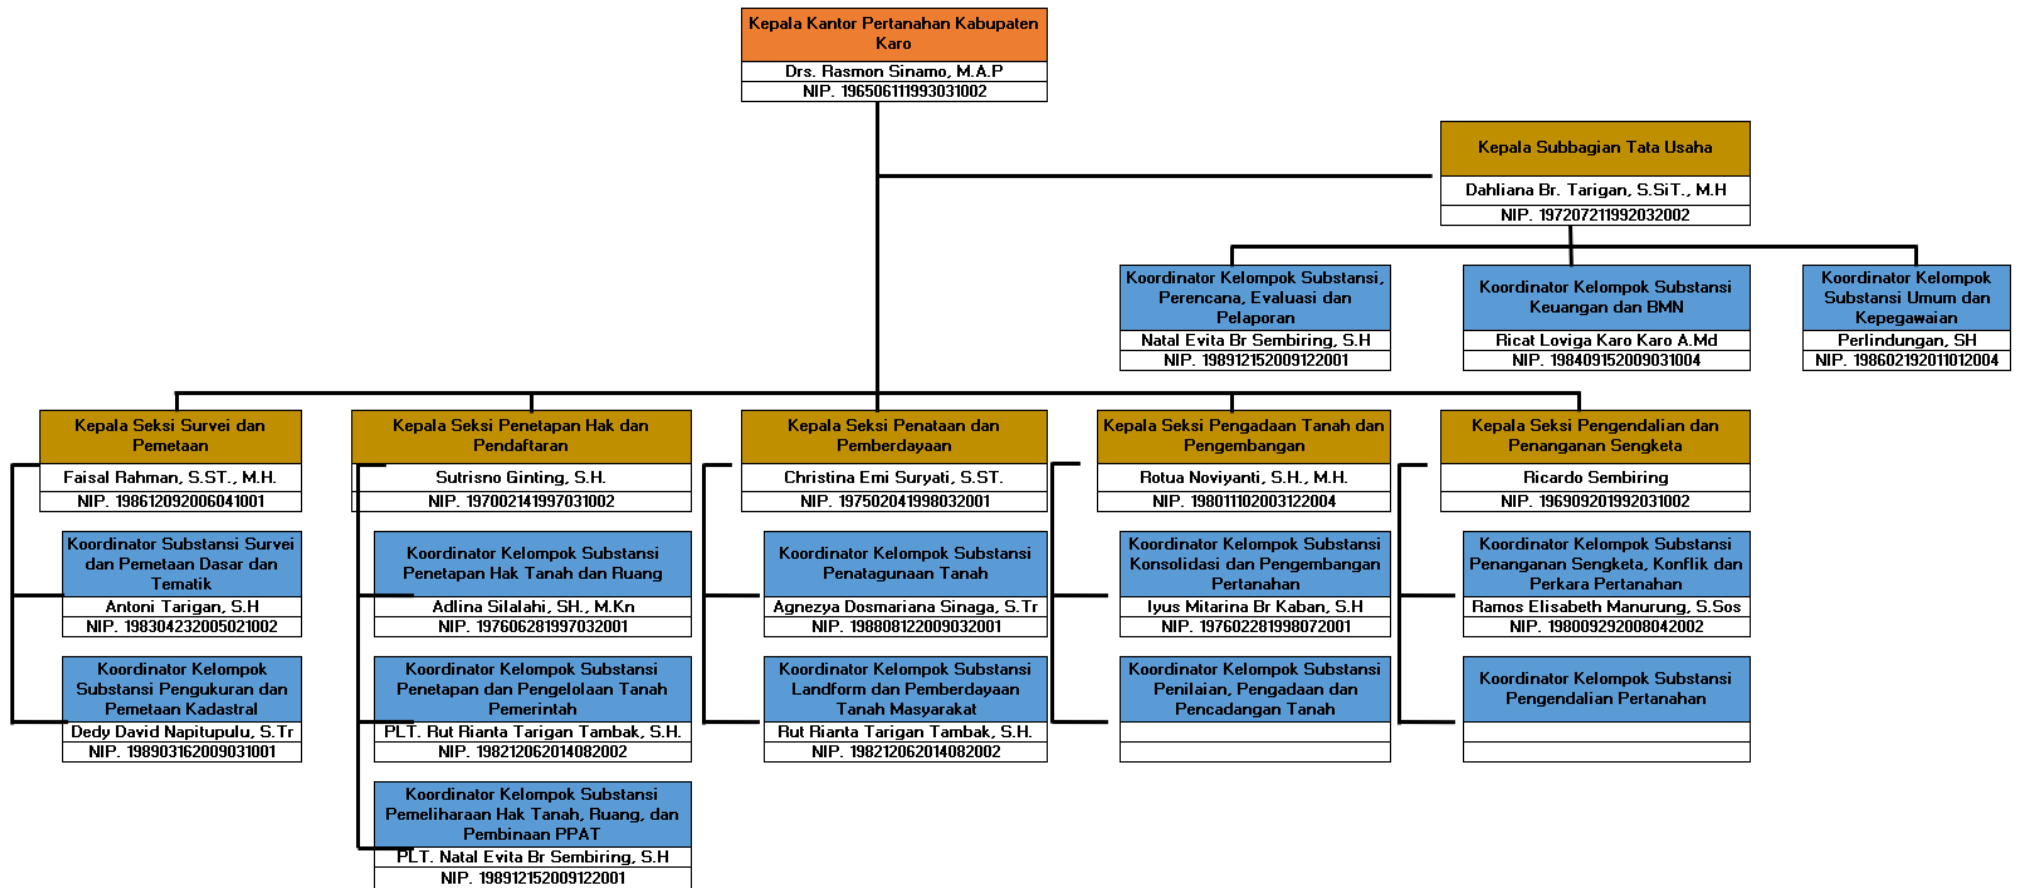 Kepala Kantor Pertanahan Kabupaten
Karo
Drs. Rasmon Sinamo, M.A.P
NIP. 196506111993031002
Kepala Subbagian Tata Usaha
Dahliana Br. Tarigan, S.SiT., M.H
NIP. 197207211992032002
Koordinator Kelompok Substansi,
Perencana, Evaluasi dan
Pelaporan
Natal Evita Br Sembiring, S.H
NIP. 198912152009122001
Koordinator Kelompok Substansi
Keuangan dan BMN
Ricat Loviga Karo Karo A.Md
NIP. 198409152009031004
Koordinator Kelompok
Substansi Umum dan
Kepegawaian
Perlindungan, SH
NIP. 198602192011012004
Kepala Seksi Survei dan
Pemetaan
Faisal Rahman, S.ST., M.H.
NIP. 198612092006041001
Koordinator Substansi Survei
dan Pemetaan Dasar dan
Tematik
Antoni Tarigan, S.H
NIP. 198304232005021002
Koordinator Kelompok
Substansi Pengukuran dan
Pemetaan Kadastral
Dedy David Napitupulu, S.Tr
NIP. 198903162009031001
Kepala Seksi Penetapan Hak dan
Pendaftaran
Sutrisno Ginting, S.H.
NIP. 197002141997031002
Koordinator Kelompok Substansi
Penetapan Hak Tanah dan Ruang
Adlina Silalahi, SH., M.Kn
NIP. 197606281997032001
Koordinator Kelompok Substansi
Penetapan dan Pengelolaan Tanah
Pemerintah
PLT. Rut Rianta Tarigan Tambak, S.H.
NIP. 198212062014082002
Koordinator Kelompok Substansi
Pemeliharaan Hak Tanah, Ruang, dan
Pembinaan PPAT
PLT. Natal Evita Br Sembiring, S.H
NIP. 198912152009122001
Kepala Seksi Penataan dan
Pemberdayaan
Christina Emi Suryati, S.ST.
NIP. 197502041998032001
Koordinator Kelompok Substansi
Penatagunaan Tanah
Agnezya Dosmariana Sinaga, S.Tr
NIP. 198808122009032001
Koordinator Kelompok Substansi
Landform dan Pemberdayaan
Tanah Masyarakat
Rut Rianta Tarigan Tambak, S.H.
NIP. 198212062014082002
Kepala Seksi Pengadaan Tanah dan
Pengembangan
Rotua Noviyanti, S.H., M.H.
NIP. 198011102003122004
Koordinator Kelompok Substansi
Konsolidasi dan Pengembangan
Pertanahan
Iyus Mitarina Br Kaban, S.H
NIP. 197602281998072001
Koordinator Kelompok Substansi
Penilaian, Pengadaan dan
Pencadangan Tanah
Kepala Seksi Pengendalian dan
Penanganan Sengketa
Ricardo Sembiring
NIP. 196909201992031002
Koordinator Kelompok Substansi
Penanganan Sengketa, Konflik dan
Perkara Pertanahan
Ramos Elisabeth Manurung, S.Sos
NIP. 198009292008042002
Koordinator Kelompok Substansi
Pengendalian Pertanahan